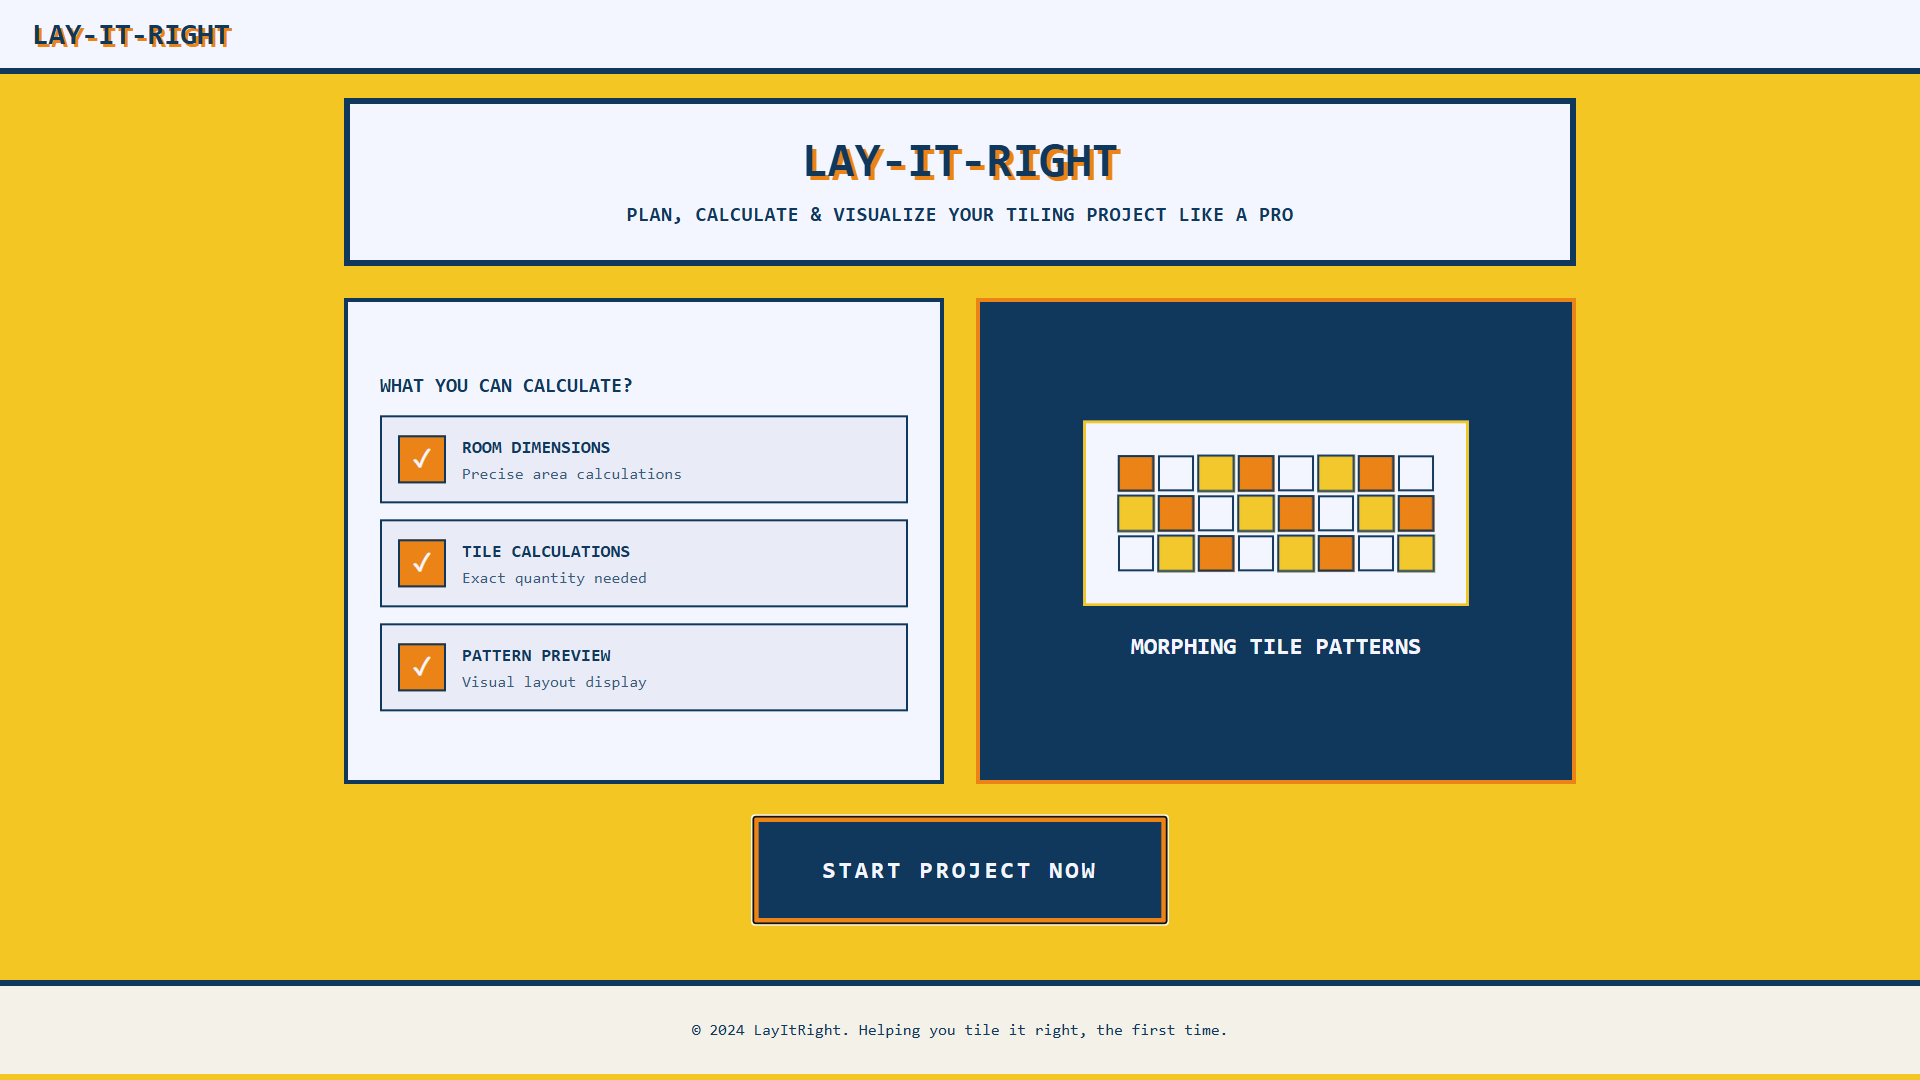 LAY-IT-RIGHT
LAY-IT-RIGHT
PLAN, CALCULATE & VISUALIZE YOUR TILING PROJECT LIKE A PRO
WHAT YOU CAN CALCULATE?
✓
ROOM DIMENSIONS
Precise area calculations
✓
TILE CALCULATIONS
Exact quantity needed
✓
PATTERN PREVIEW
Visual layout display
MORPHING TILE PATTERNS
START PROJECT NOW
© 2024 LayItRight. Helping you tile it right, the first time.